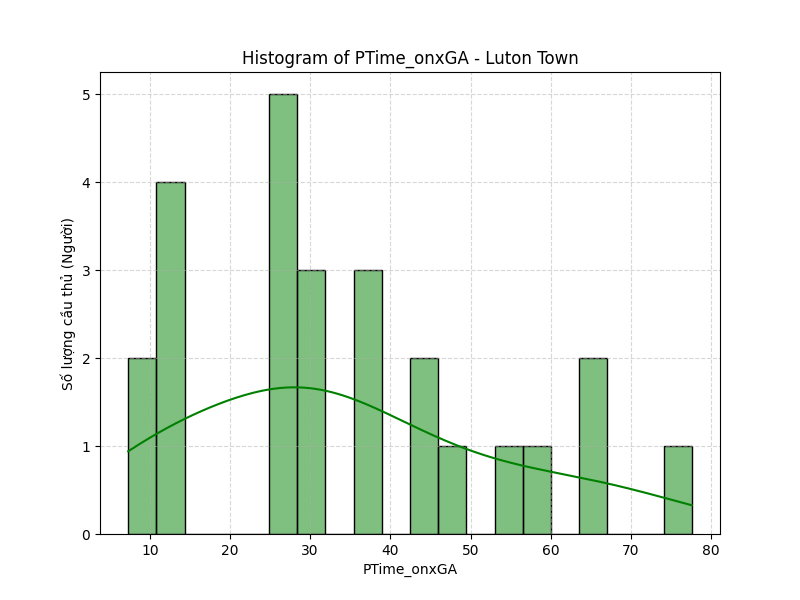 Histogram of PTime_onxGA - Luton Town
Số lượng cầu thủ (Người)
5
4
3
2
1
0
10 20 30 40 50 60 70 80
PTime_onxGA